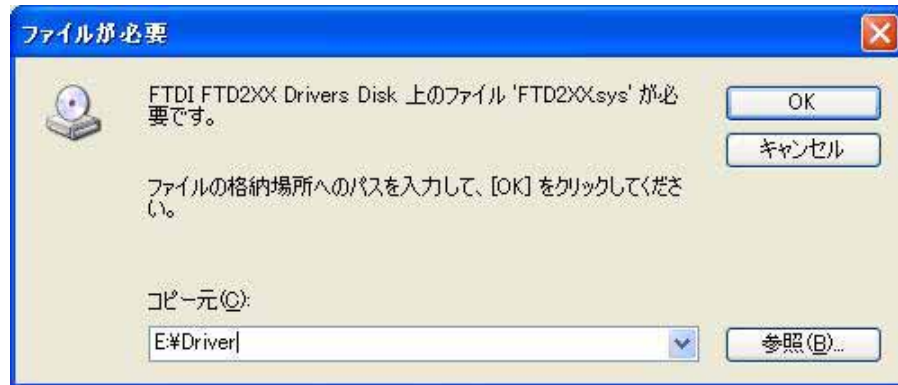 ファイルが必要
FTDI FTD2XX Drivers Disk 上のファイル 'FTD2XX.sys' が必
要です。
OK
キャンセル
ファイルの格納場所へのパスを入力して、[OK] をクリックしてくださ
い。
コピー元(C):
E:¥Driver
参照(B)...